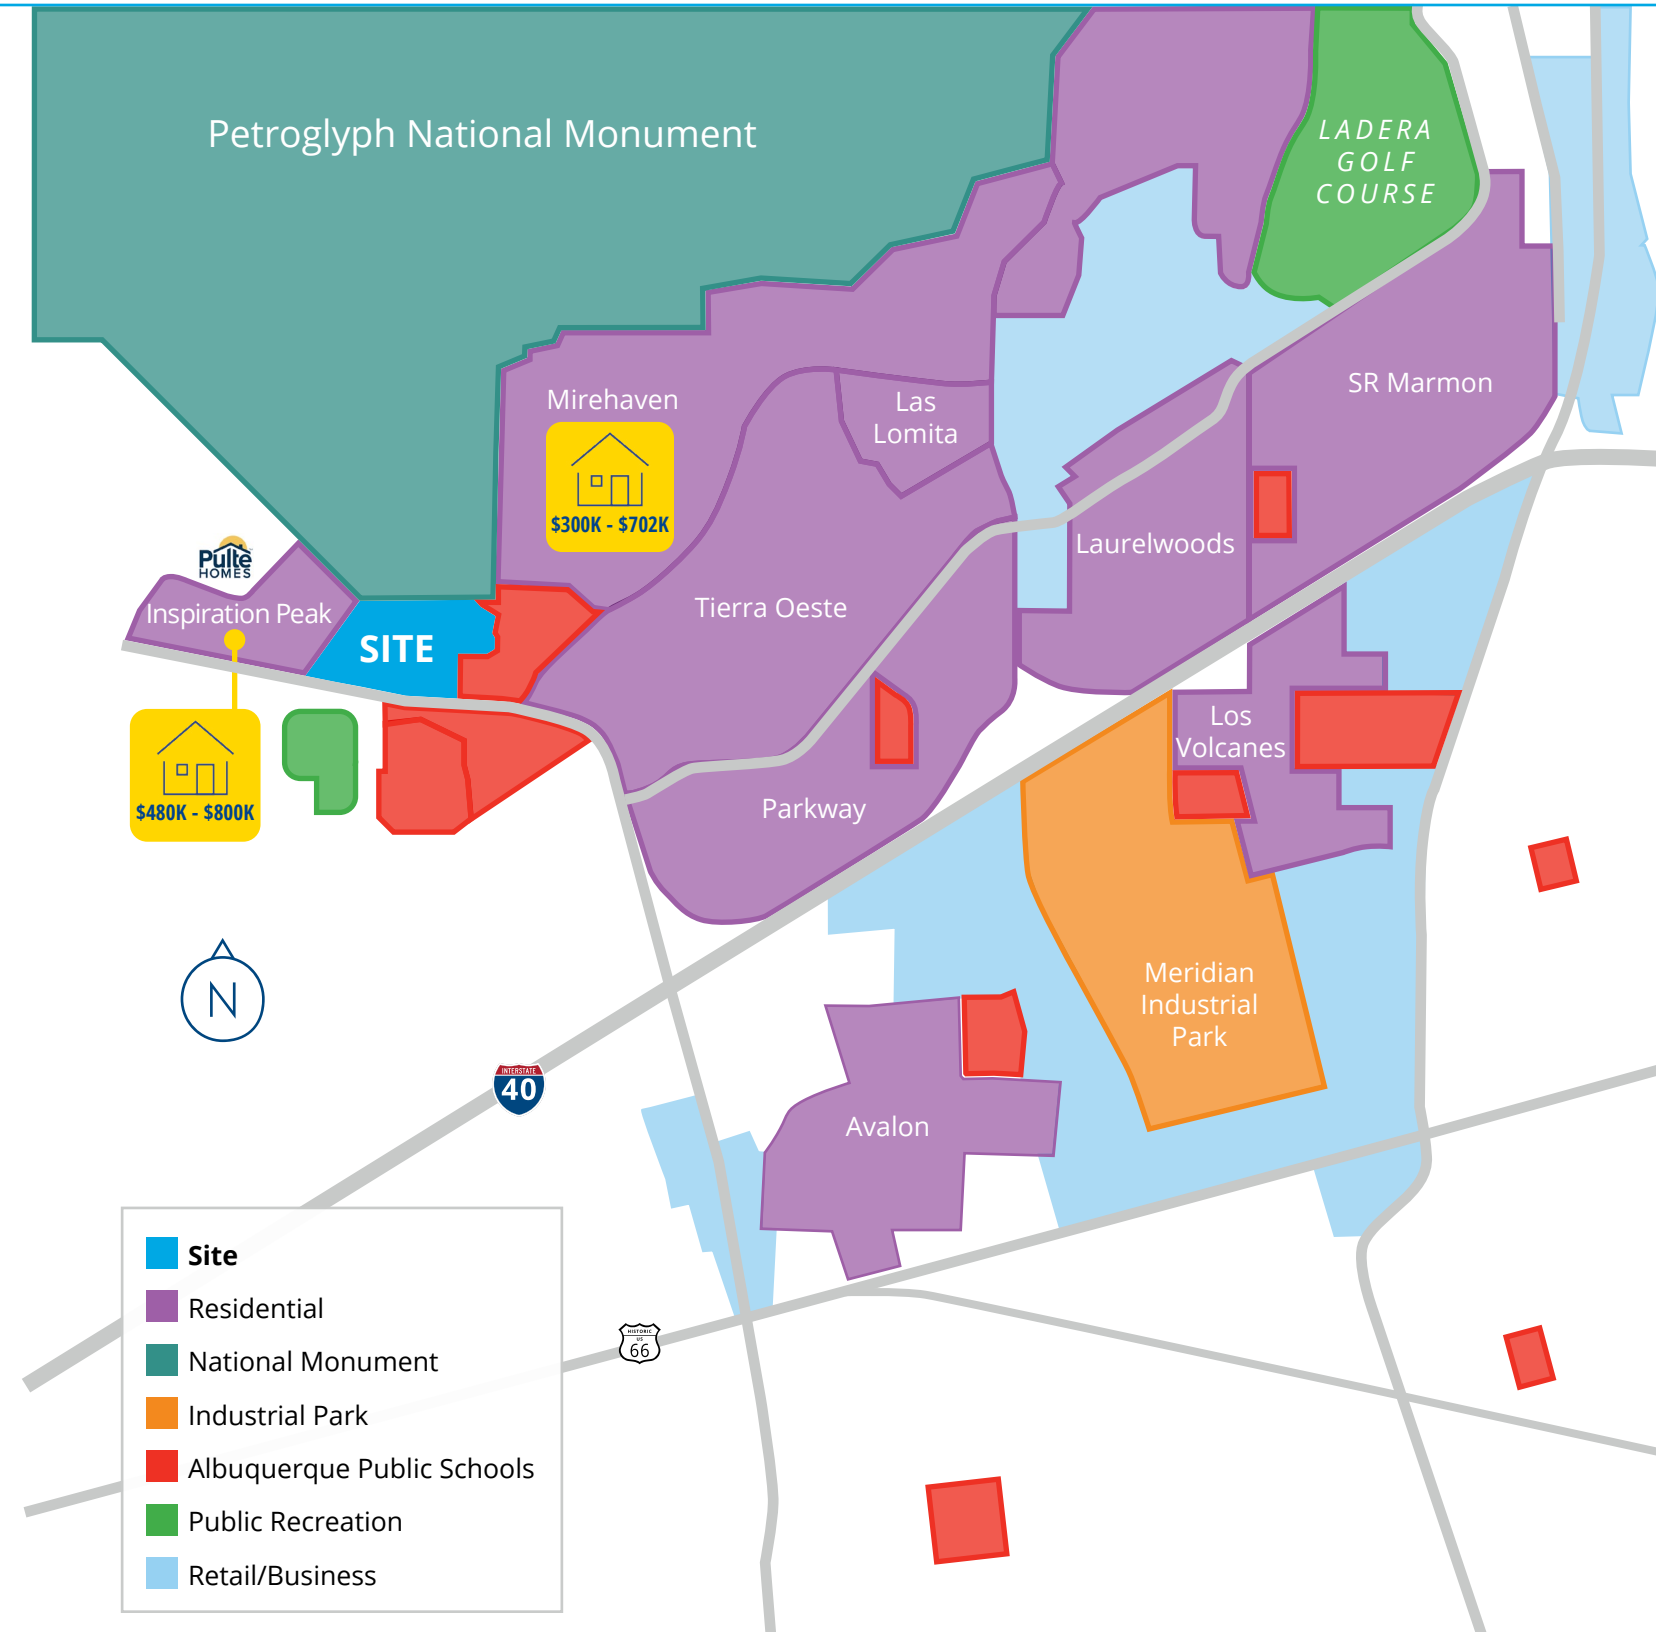 Petroglyph National Monument
LADERA
GOLF
COURSE
SR Marmon
Mirehaven
Las
Lomita
$300K - $702K
Laurelwoods
Pulte
HOMES
Inspiration Peak
SITE
Tierra Oeste
Los
Volcanes
$480K - $800K
Parkway
Meridian
Industrial
Park
N
INTERSTATE
40
Avalon
Site
Residential
National Monument
Industrial Park
Albuquerque Public Schools
Public Recreation
Retail/Business
HISTORIC
US
66